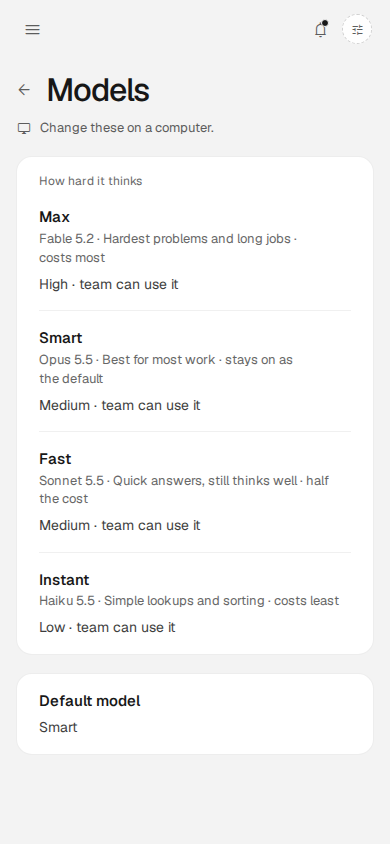 Models
Change these on a computer.
How hard it thinks
Max
Fable 5.2 · Hardest problems and long jobs ·
costs most
High · team can use it
Smart
Opus 5.5 · Best for most work · stays on as
the default
Medium · team can use it
Fast
Sonnet 5.5 · Quick answers, still thinks well · half
the cost
Medium · team can use it
Instant
Haiku 5.5 · Simple lookups and sorting · costs least
Low · team can use it
Default model
Smart